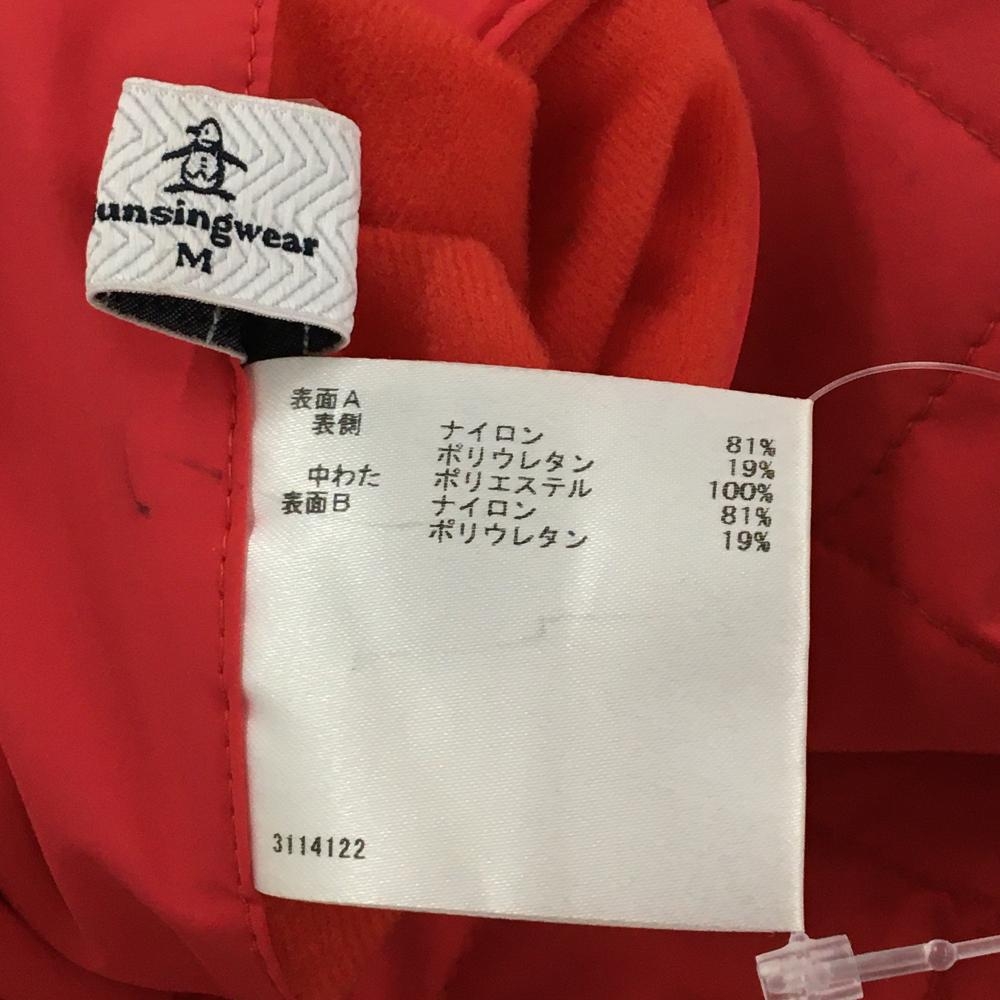 unsingwear
M
表面A
表側 ナイロン 81%
ポリウレタン 19%
中わた ポリエステル 100%
表面B ナイロン 81%
ポリウレタン 19%
3114122